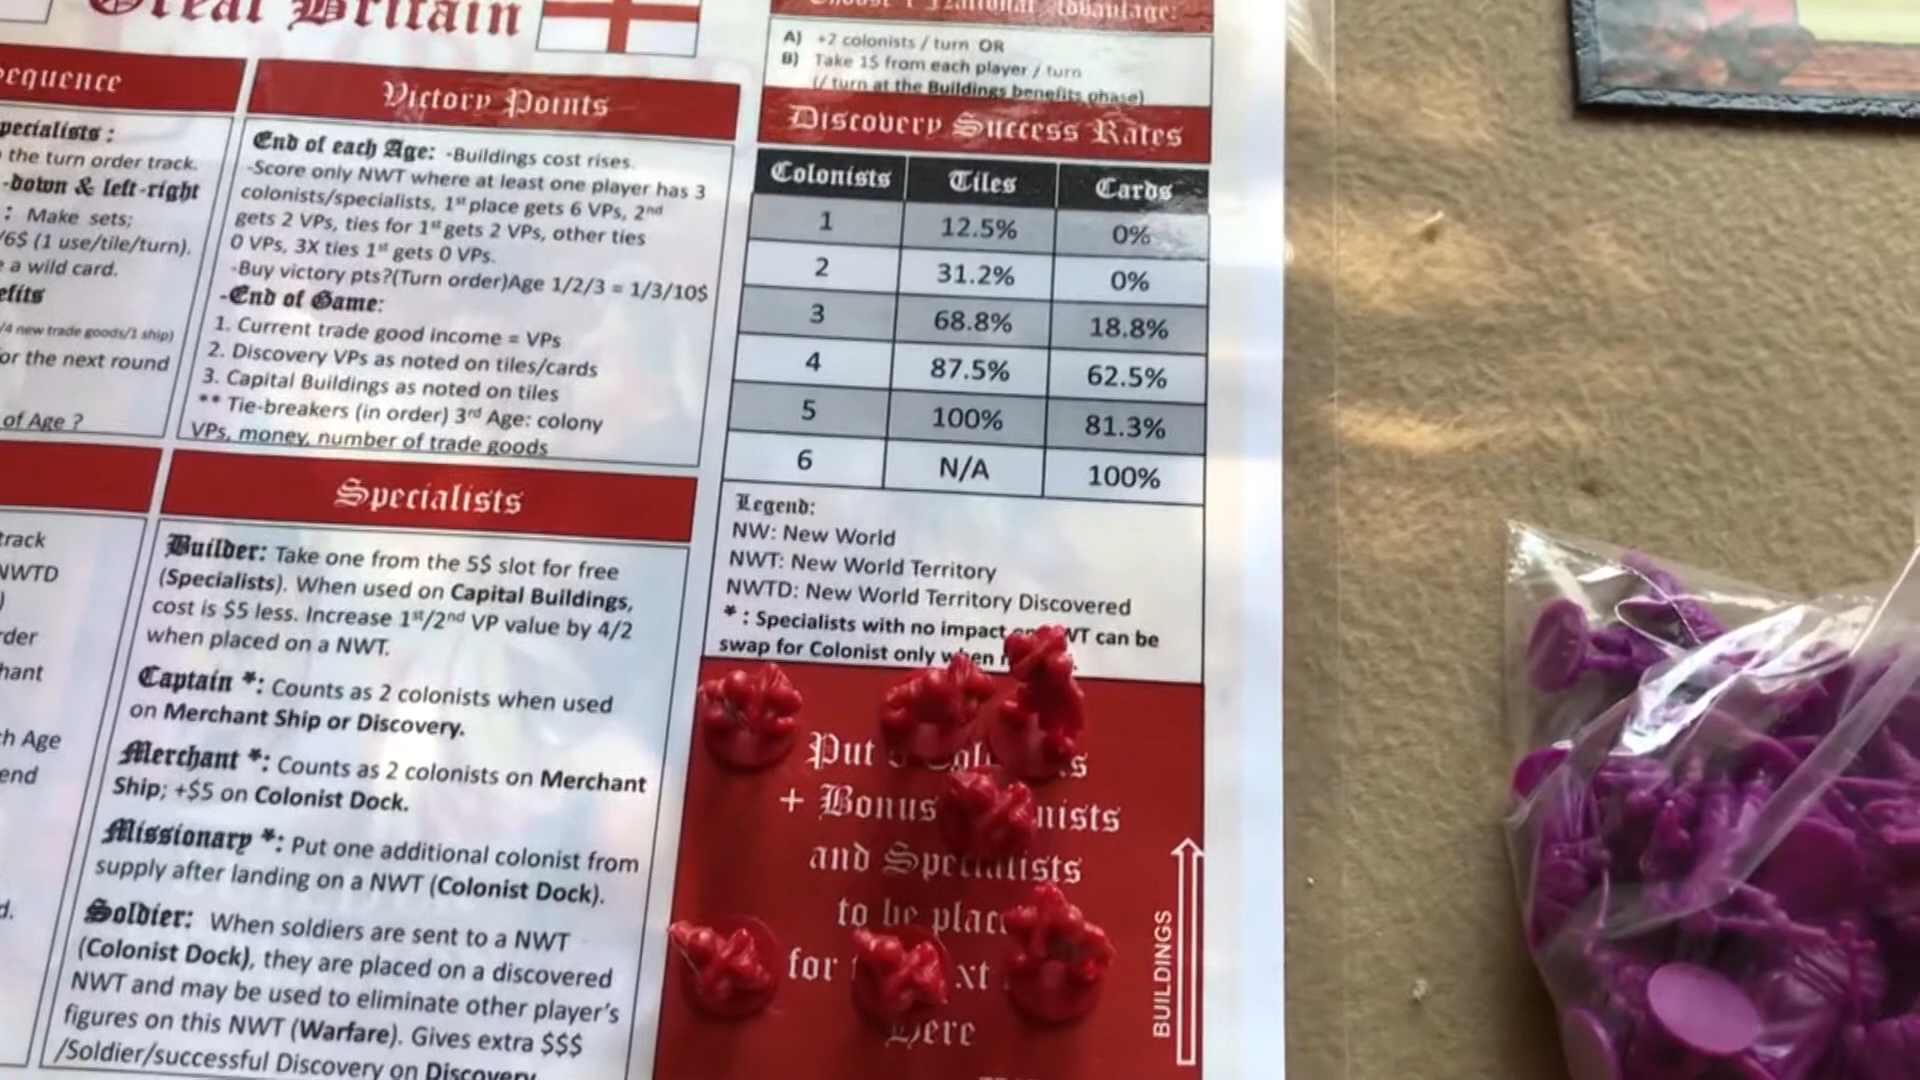 Great Britain
equence
pecialists :
the turn order track.
-down & left-right
: Make sets;
/6$ (1 use/tile/turn).
a wild card.
efits
/4 new trade goods/1 ship)
or the next round
of Age ?
Victory Points
End of each Age: -Buildings cost rises.
-Score only NWT where at least one player has 3
colonists/specialists, 1st place gets 6 VPs, 2nd
gets 2 VPs, ties for 1st gets 2 VPs, other ties
0 VPs, 3X ties 1st gets 0 VPs.
-Buy victory pts?(Turn order)Age 1/2/3 = 1/3/10$
-End of Game:
1. Current trade good income = VPs
2. Discovery VPs as noted on tiles/cards
3. Capital Buildings as noted on tiles
** Tie-breakers (in order) 3rd Age: colony
VPs, money, number of trade goods
Choose 1 National Advantage:
A) +2 colonists / turn OR
B) Take 1$ from each player / turn
(/ turn at the Buildings benefits phase)
Discovery Success Rates
Colonists Tiles Cards
1 12.5% 0%
2 31.2% 0%
3 68.8% 18.8%
4 87.5% 62.5%
5 100% 81.3%
6 N/A 100%
Legend:
NW: New World
NWT: New World Territory
NWTD: New World Territory Discovered
* : Specialists with no impact WT can be
swap for Colonist only when
track
NWTD
)
rder
hant
ch Age
end
d.
Specialists
Builder: Take one from the 5$ slot for free
(Specialists). When used on Capital Buildings,
cost is $5 less. Increase 1st/2nd VP value by 4/2
when placed on a NWT.
Captain *: Counts as 2 colonists when used
on Merchant Ship or Discovery.
Merchant *: Counts as 2 colonists on Merchant
Ship; +$5 on Colonist Dock.
Missionary *: Put one additional colonist from
supply after landing on a NWT (Colonist Dock).
Soldier: When soldiers are sent to a NWT
(Colonist Dock), they are placed on a discovered
NWT and may be used to eliminate other player's
figures on this NWT (Warfare). Gives extra $$$
/Soldier/successful Discovery on Discovery
Put
+ Bonus nists
and Specialists
to be plac
for xt
Here
BUILDINGS